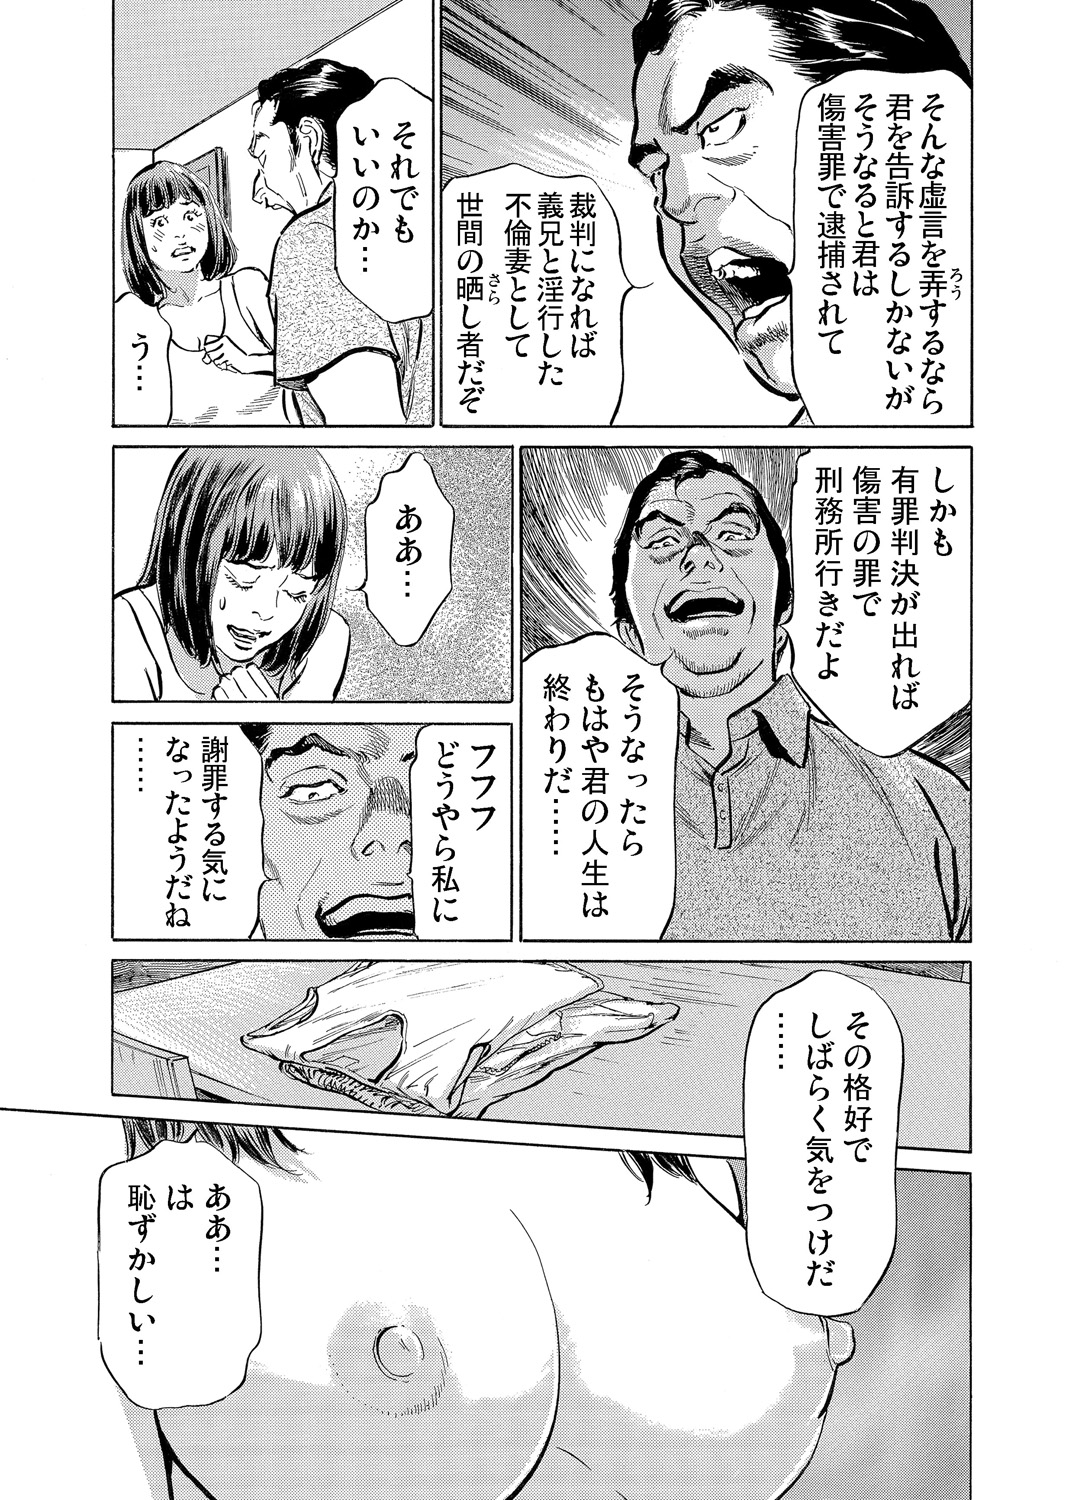 そんな虚言を弄するなら
ろう
君を告訴するしかないが
そうなると君は
傷害罪で逮捕されて
裁判になれば
義兄と淫行した
不倫妻として
世間の晒し者だぞ
さら
それでも
いいのか…
う…
しかも
有罪判決が出れば
傷害の罪で
刑務所行きだよ
そうなったら
もはや君の人生は
終わりだ……
ああ…
フフフ
どうやら私に
謝罪する気に
なったようだね
……
その格好で
しばらく気をつけだ
……
ああ…
は
恥ずかしい…